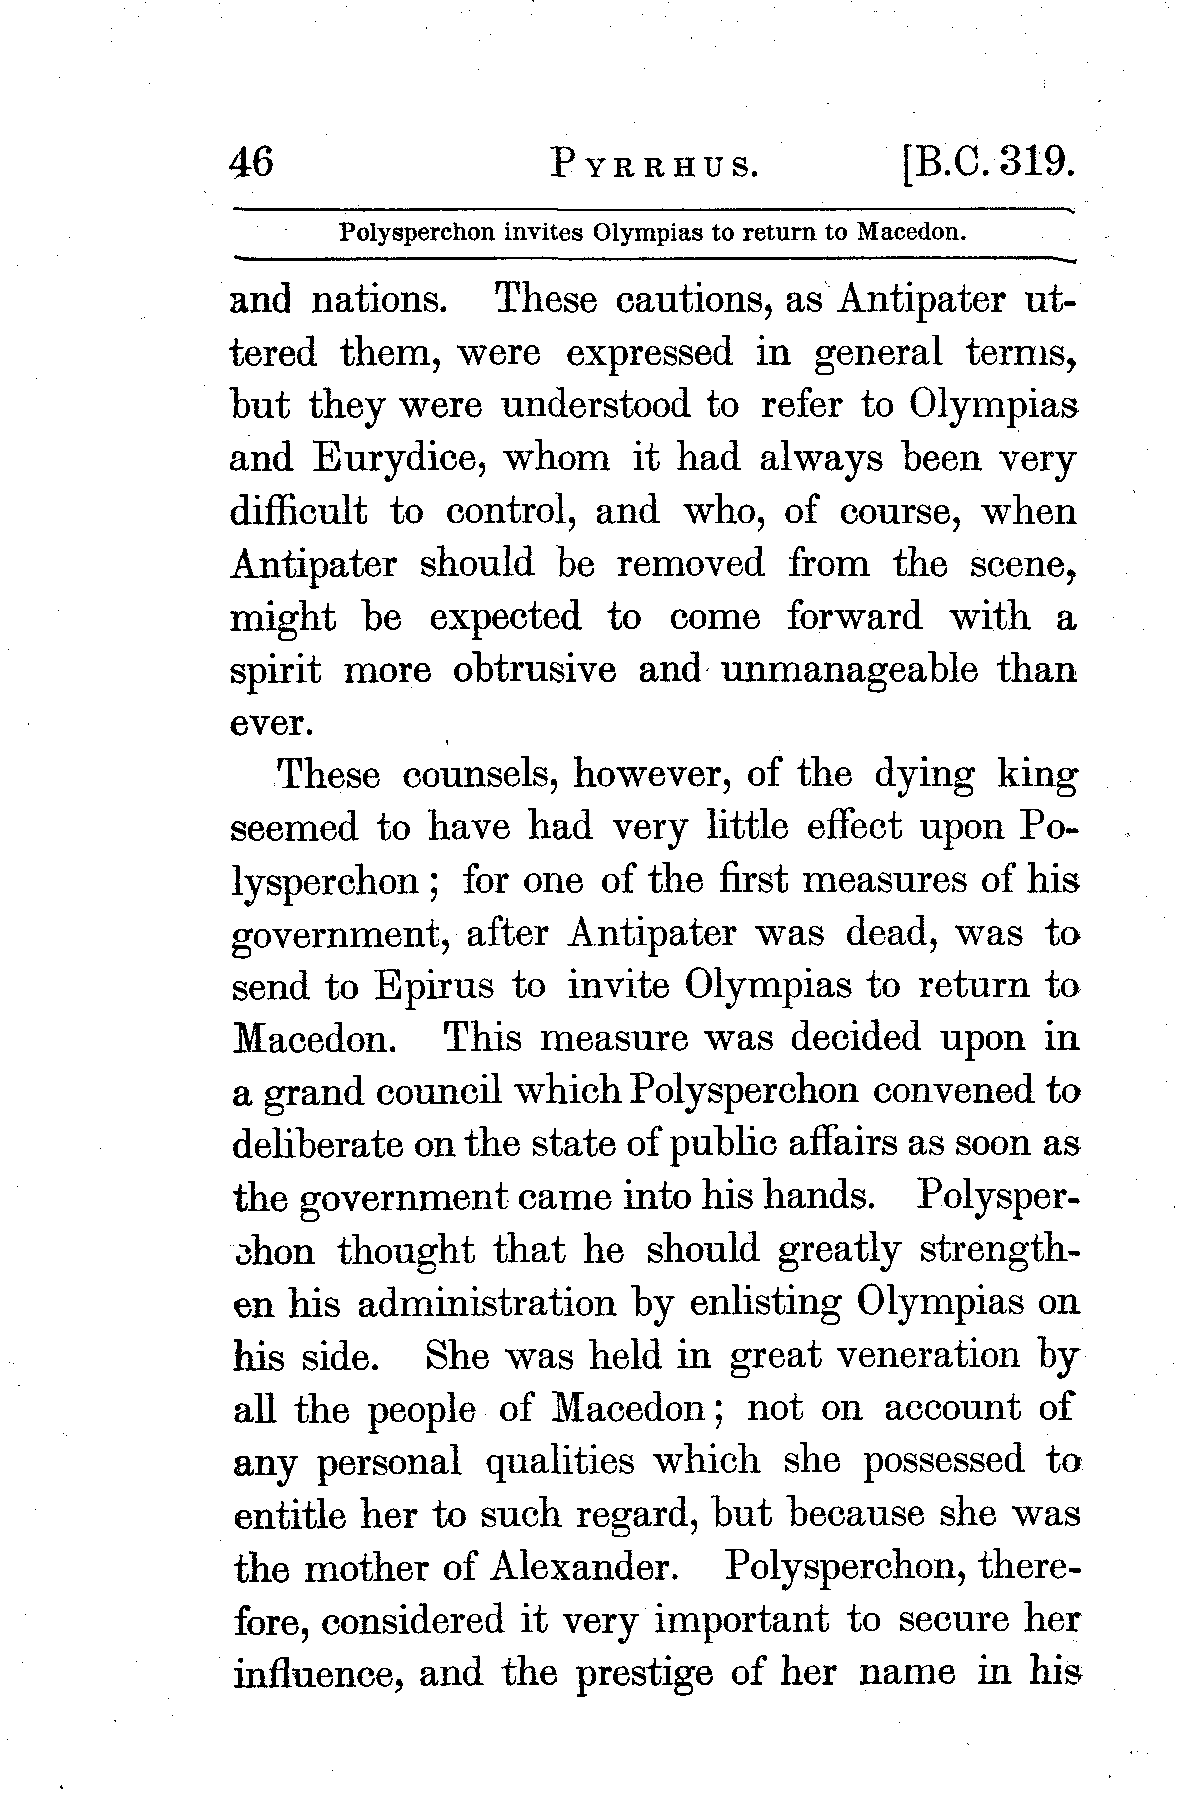 46 PYRRHUS. [B.C. 319.
Polysperchon invites Olympias to return to Macedon.
and nations. These cautions, as Antipater ut-
tered them, were expressed in general terms,
but they were understood to refer to Olympias
and Eurydice, whom it had always been very
difficult to control, and who, of course, when
Antipater should be removed from the scene,
might be expected to come forward with a
spirit more obtrusive and unmanageable than
ever.
These counsels, however, of the dying king
seemed to have had very little effect upon Po-
lysperchon; for one of the first measures of his
government, after Antipater was dead, was to
send to Epirus to invite Olympias to return to
Macedon. This measure was decided upon in
a grand council which Polysperchon convened to
deliberate on the state of public affairs as soon as
the government came into his hands. Polysper-
chon thought that he should greatly strength-
en his administration by enlisting Olympias on
his side. She was held in great veneration by
all the people of Macedon; not on account of
any personal qualities which she possessed to
entitle her to such regard, but because she was
the mother of Alexander. Polysperchon, there-
fore, considered it very important to secure her
influence, and the prestige of her name in his